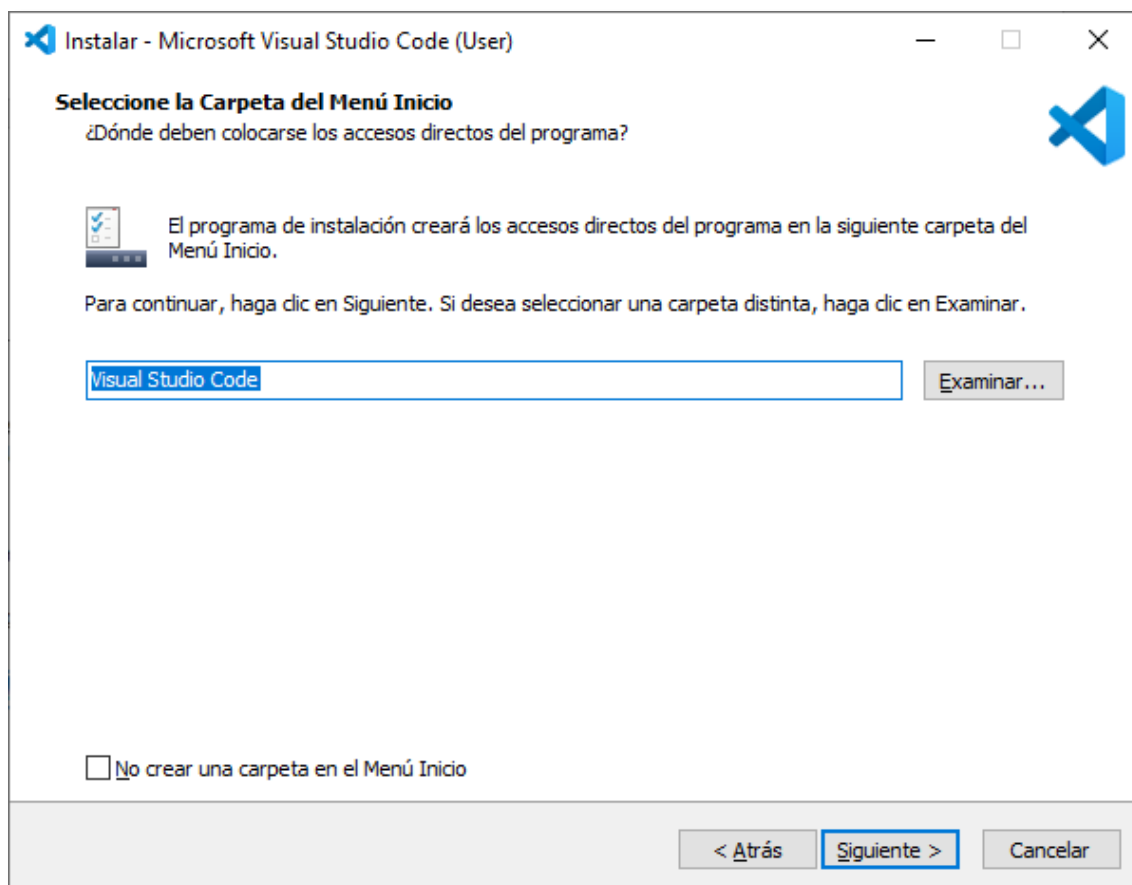 Instalar - Microsoft Visual Studio Code (User)
Seleccione la Carpeta del Menú Inicio
¿Dónde deben colocarse los accesos directos del programa?
El programa de instalación creará los accesos directos del programa en la siguiente carpeta del
Menú Inicio.
Para continuar, haga clic en Siguiente. Si desea seleccionar una carpeta distinta, haga clic en Examinar.
Visual Studio Code
Examinar...
No crear una carpeta en el Menú Inicio
< Atrás
Siguiente >
Cancelar